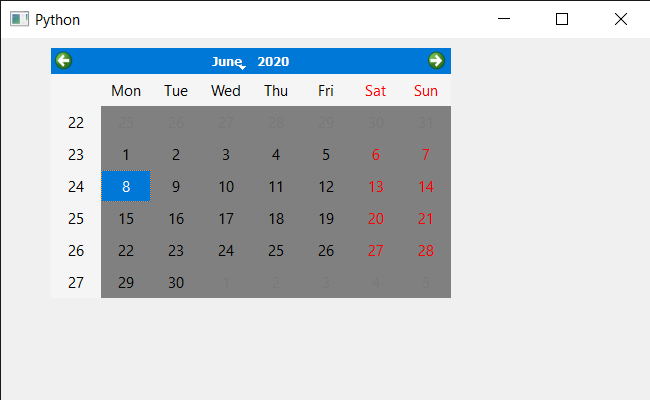 Python
June 2020
Mon Tue Wed Thu Fri Sat Sun
22 25 26 27 28 29 30 31
23 1 2 3 4 5 6 7
24 8 9 10 11 12 13 14
25 15 16 17 18 19 20 21
26 22 23 24 25 26 27 28
27 29 30 1 2 3 4 5